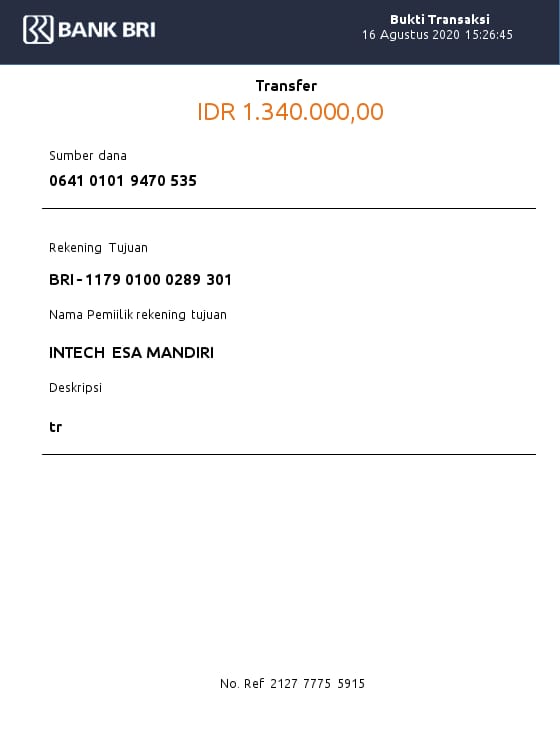 BANK BRI
Bukti Transaksi
16 Agustus 2020 15:26:45
Transfer
IDR 1.340.000,00
Sumber dana
0641 0101 9470 535
Rekening Tujuan
BRI - 1179 0100 0289 301
Nama Pemiilik rekening tujuan
INTECH ESA MANDIRI
Deskripsi
tr
No. Ref 2127 7775 5915